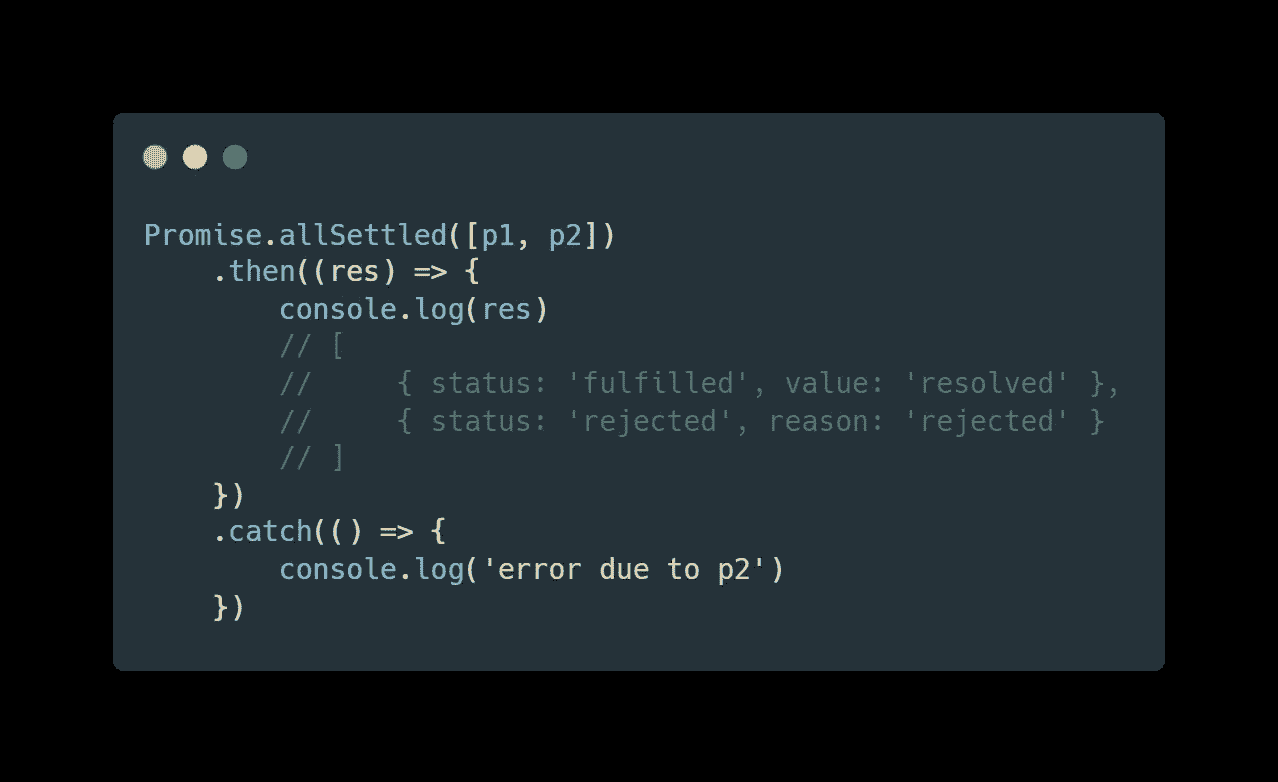 Promise.allSettled([p1, p2])
    .then((res) => {
        console.log(res)
        // [
        //     { status: 'fulfilled', value: 'resolved' },
        //     { status: 'rejected', reason: 'rejected' }
        // ]
    })
    .catch(() => {
        console.log('error due to p2')
    })